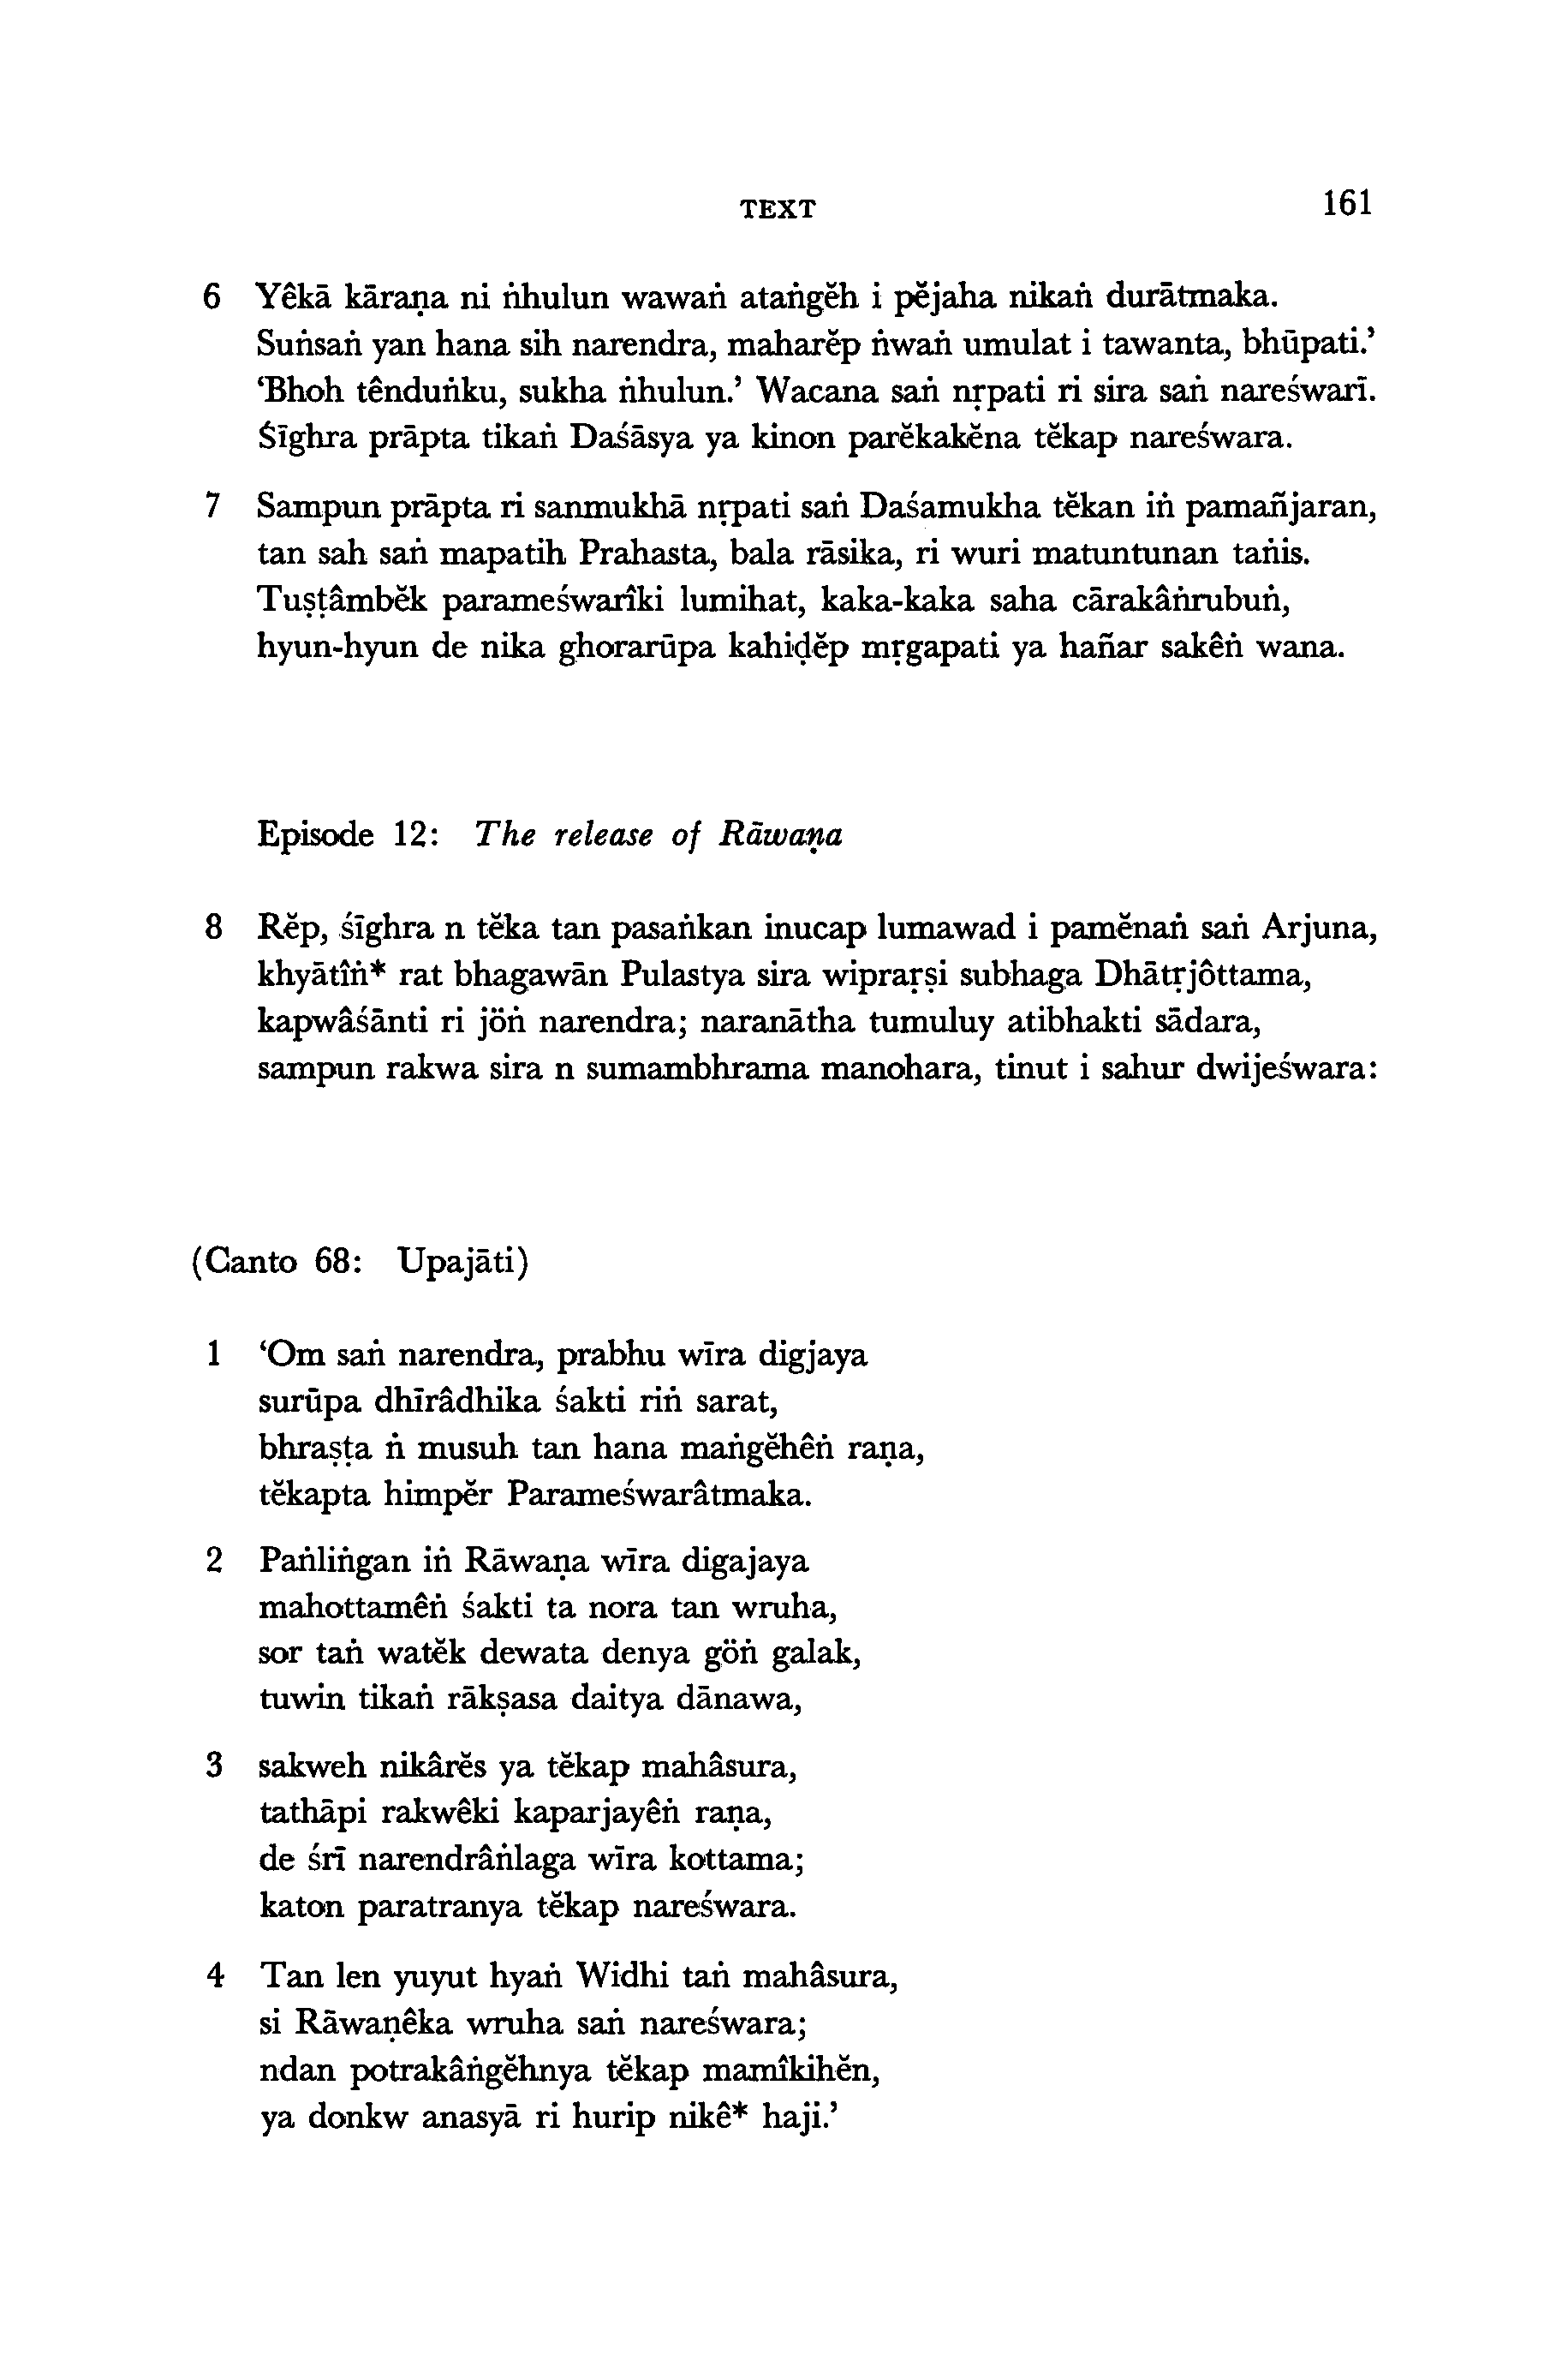 TEXT 161
6 Yêkā kāraṇa ni ṅhulun wawaṅ ataṅgĕh i pĕjaha nikaṅ durātmaka.
Suṅsaṅ yan hana sih narendra, maharĕp ṅwaṅ umulat i tawanta, bhūpati.’
‘Bhoh tênduṅku, sukha ṅhulun.’ Wacana saṅ nṛpati ri sira saṅ nareśwarī.
Śīghra prāpta tikaṅ Daśāsya ya kinon parĕkakĕna tĕkap nareśwara.
7 Sampun prāpta ri sanmukhā nṛpati saṅ Daśamukha tĕkan iṅ pamañjaran,
tan sah saṅ mapatih Prahasta, bala rāsika, ri wuri matuntunan taṅis.
Tuṣṭâmbĕk parameśwarîki lumihat, kaka-kaka saha cārakâṅrubuṅ,
hyun-hyun de nika ghorarūpa kahiḍĕp mṛgapati ya hañar sakêṅ wana.
Episode 12: The release of Rāwaṇa
8 Rĕp, śīghra n tĕka tan pasaṅkan inucap lumawad i pamĕnaṅ saṅ Arjuna,
khyātîṅ* rat bhagawān Pulastya sira wiprarṣi subhaga Dhātṛjôttama,
kapwâśānti ri jöṅ narendra; naranātha tumuluy atibhakti sādara,
sampun rakwa sira n sumambhrama manohara, tinut i sahur dwijeśwara:
(Canto 68: Upajāti)
1 ‘Om saṅ narendra, prabhu wīra digjaya
surūpa dhīrâdhika śakti riṅ sarat,
bhraṣṭa ṅ musuh tan hana maṅgĕhêṅ raṇa,
tĕkapta himpĕr Parameśwarâtmaka.
2 Paṅliṅgan iṅ Rāwaṇa wīra digajaya
mahottamêṅ śakti ta nora tan wruha,
sor taṅ watĕk dewata denya göṅ galak,
tuwin tikaṅ rākṣasa daitya dānawa,
3 sakweh nikârĕs ya tĕkap mahâsura,
tathāpi rakwêki kaparjayêṅ raṇa,
de śrī narendrâṅlaga wīra kottama;
katon paratranya tĕkap nareśwara.
4 Tan len yuyut hyaṅ Widhi taṅ mahâsura,
si Rāwaṇêka wruha saṅ nareśwara;
ndan potrakâṅgĕhnya tĕkap mamîkihĕn,
ya donkw anasyā ri hurip nikê* haji.’